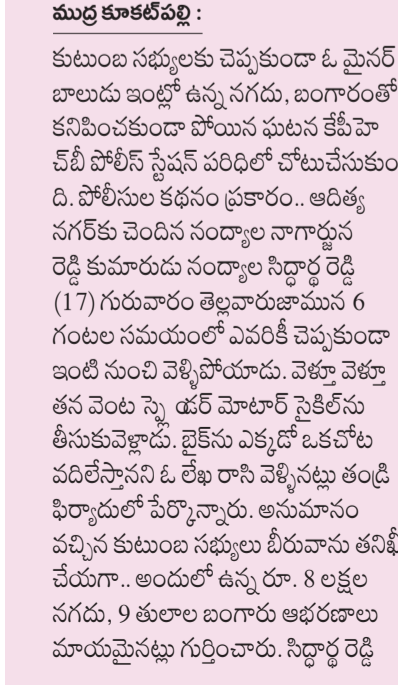 ముద్ర కూకట్‌పల్లి :
కుటుంబ సభ్యులకు చెప్పకుండా ఓ మైనర్
బాలుడు ఇంట్లో ఉన్న నగదు, బంగారంతో
కనిపించకుండా పోయిన ఘటన కేపీహె
చ్‌బీ పోలీస్ స్టేషన్ పరిధిలో చోటుచేసుకుం
ది. పోలీసుల కథనం ప్రకారం.. ఆదిత్య
నగర్‌కు చెందిన నంద్యాల నాగార్జున
రెడ్డి కుమారుడు నంద్యాల సిద్ధార్థ రెడ్డి
(17) గురువారం తెల్లవారుజామున 6
గంటల సమయంలో ఎవరికీ చెప్పకుండా
ఇంటి నుంచి వెళ్ళిపోయాడు. వెళ్తూ వెళ్తూ
తన వెంట స్ప్లెండర్ మోటార్ సైకిల్‌ను
తీసుకువెళ్లాడు. బైక్‌ను ఎక్కడో ఒకచోట
వదిలేస్తానని ఓ లేఖ రాసి వెళ్ళినట్లు తండ్రి
ఫిర్యాదులో పేర్కొన్నారు. అనుమానం
వచ్చిన కుటుంబ సభ్యులు బీరువాను తనిఖీ
చేయగా.. అందులో ఉన్న రూ. 8 లక్షల
నగదు, 9 తులాల బంగారు ఆభరణాలు
మాయమైనట్లు గుర్తించారు. సిద్ధార్థ రెడ్డి